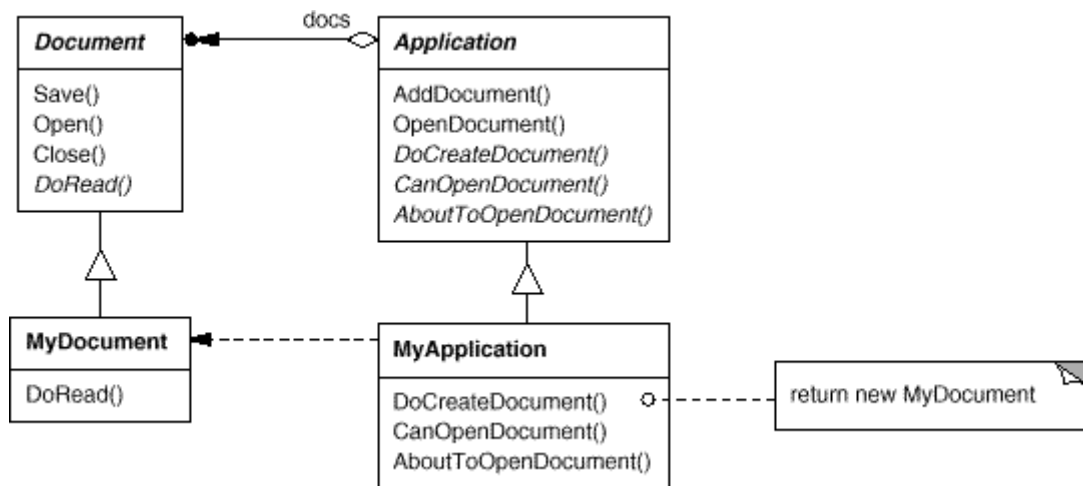 docs
Document
Save()
Open()
Close()
DoRead()
Application
AddDocument()
OpenDocument()
DoCreateDocument()
CanOpenDocument()
AboutToOpenDocument()
MyDocument
DoRead()
MyApplication
DoCreateDocument()
CanOpenDocument()
AboutToOpenDocument()
return new MyDocument